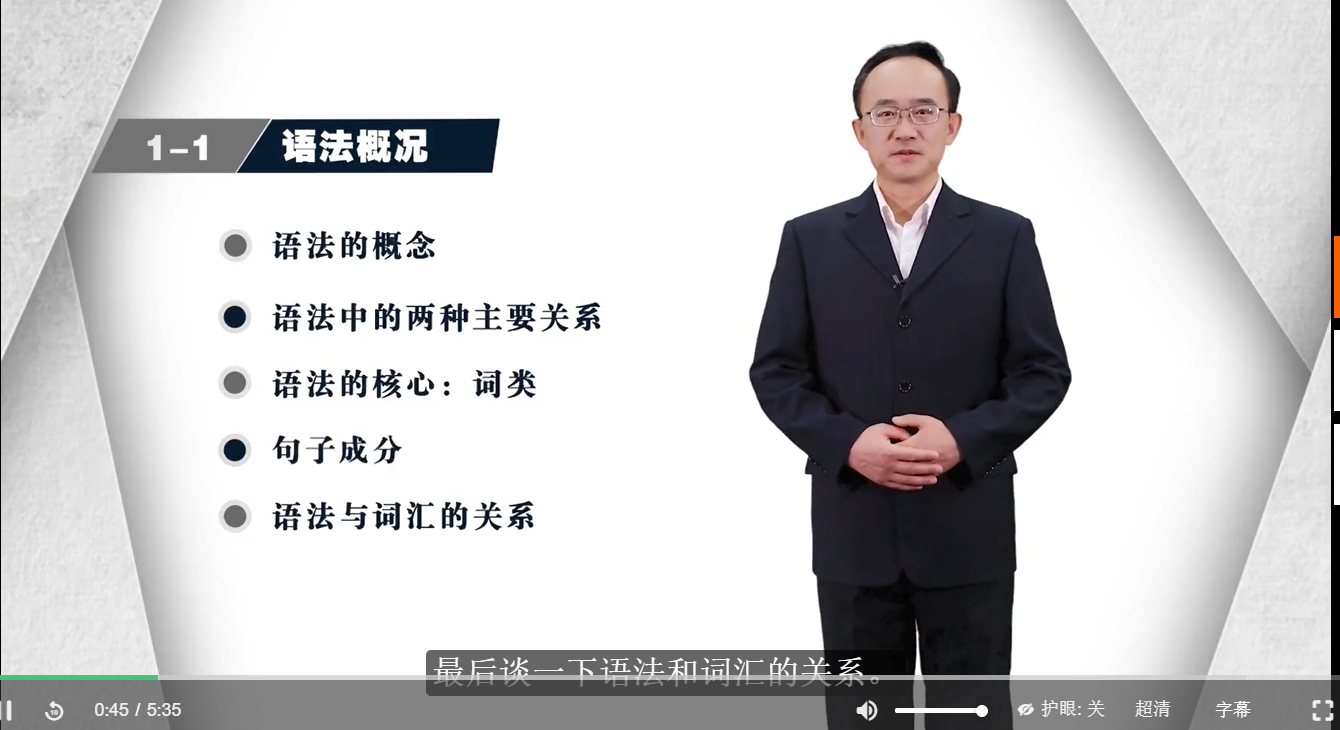 1-1 语法概况
语法的概念
语法中的两种主要关系
语法的核心：词类
句子成分
语法与词汇的关系
最后谈一下语法和词汇的关系。
10
0:45 / 5:35
护眼: 关
超清
字幕